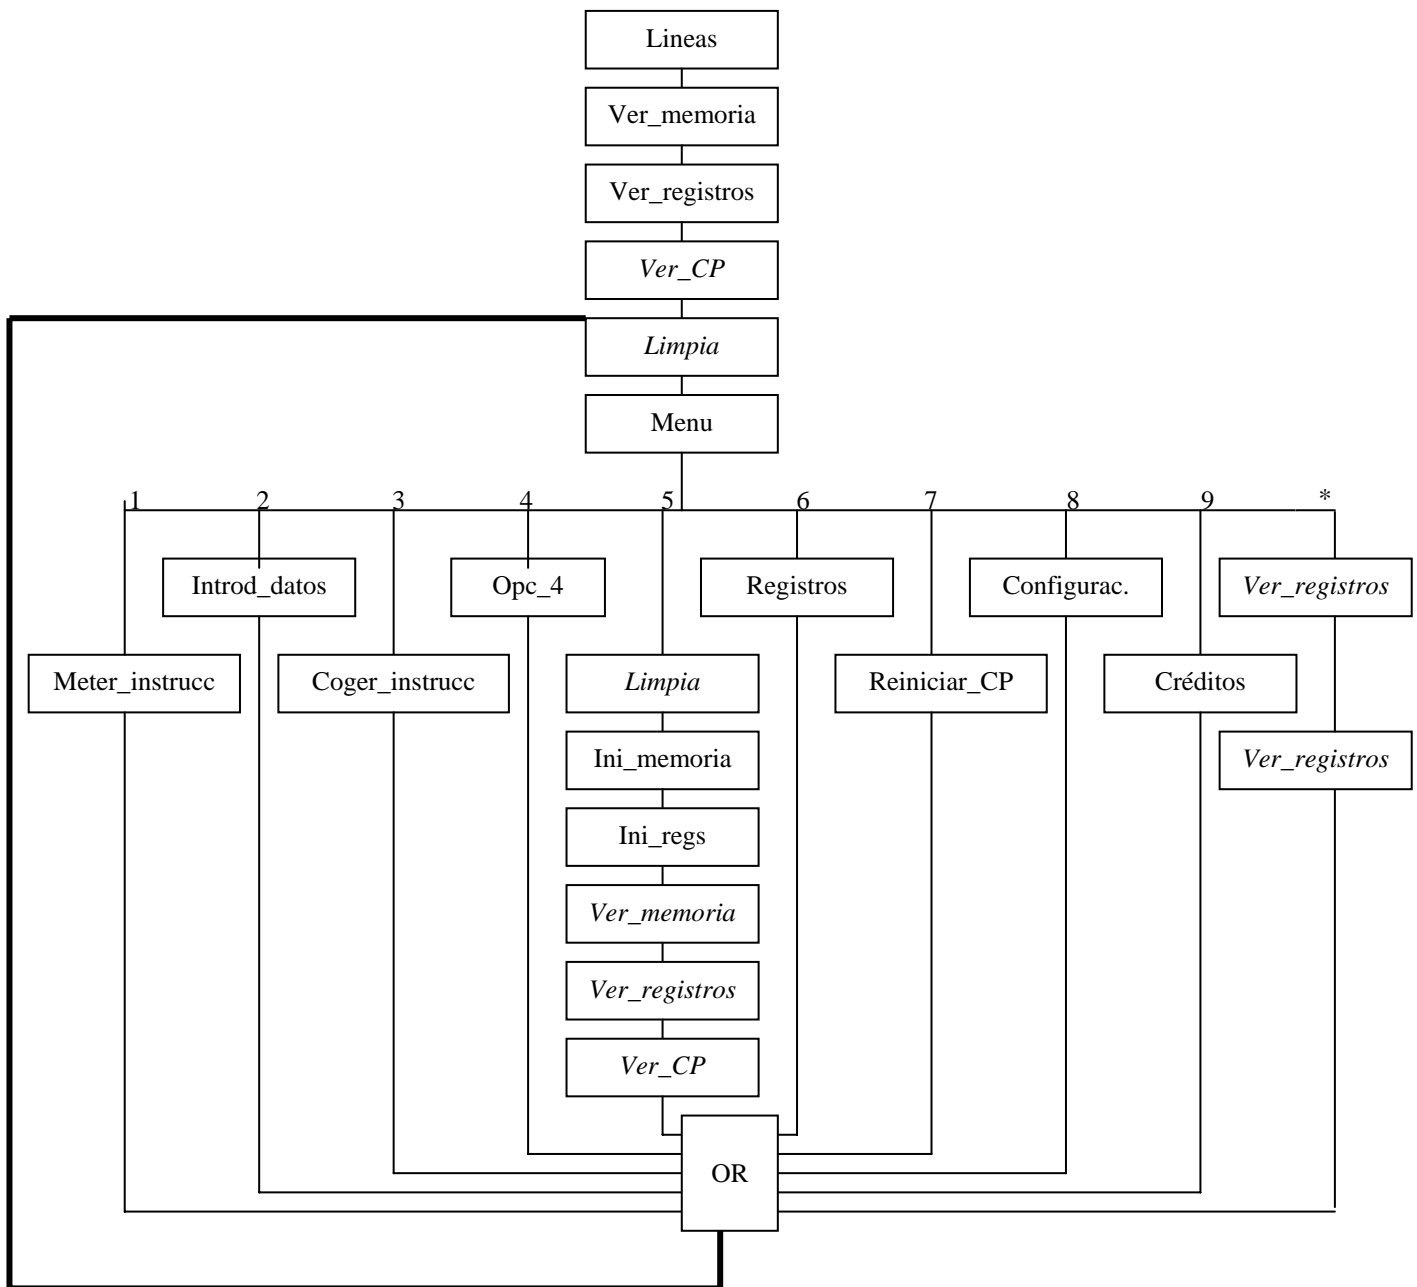 Lineas
Ver_memoria
Ver_registros
Ver_CP
Limpia
Menu
1 2 3 4 5 6 7 8 9 *
Introd_datos Opc_4 Registros Configurac. Ver_registros
Meter_instrucc Coger_instrucc Limpia Reiniciar_CP Créditos
Ini_memoria Ver_registros
Ini_regs
Ver_memoria
Ver_registros
Ver_CP
OR